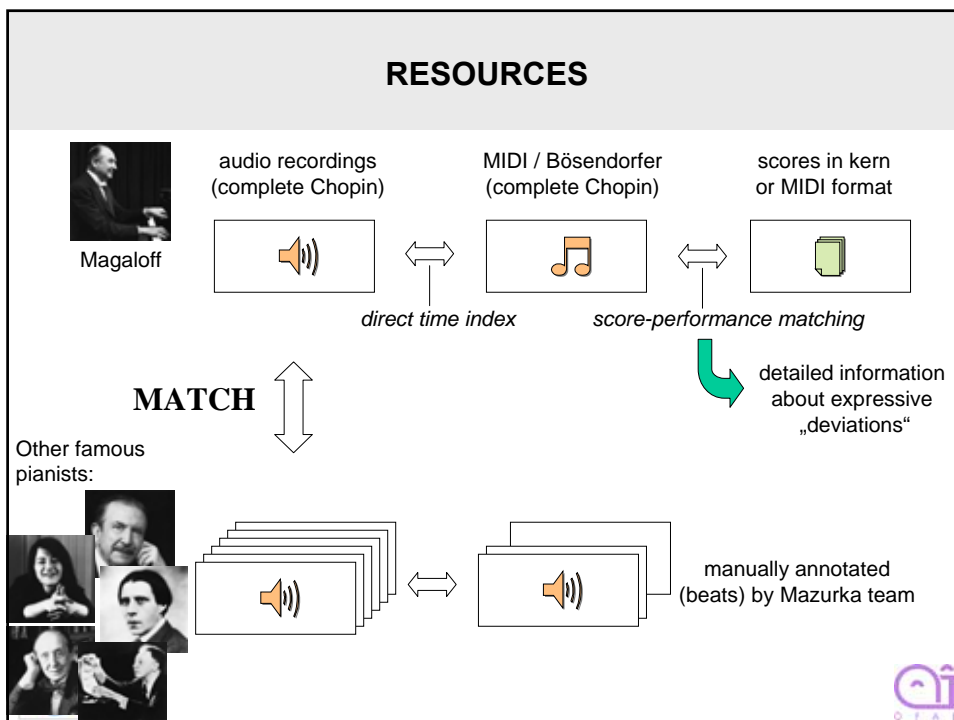 RESOURCES
audio recordings
(complete Chopin)
MIDI / Bösendorfer
(complete Chopin)
scores in kern
or MIDI format
Magaloff
direct time index
score-performance matching
MATCH
detailed information
about expressive
„deviations“
Other famous
pianists:
manually annotated
(beats) by Mazurka team